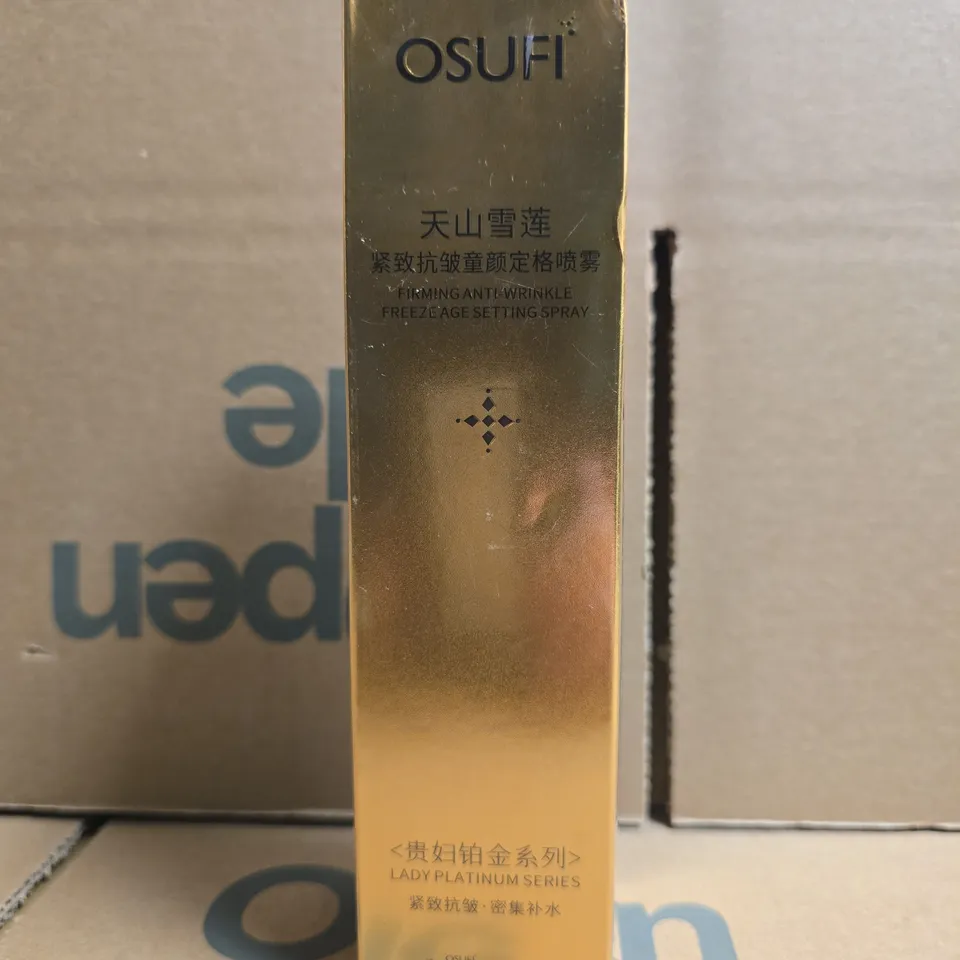 OSUFI
天山雪莲
紧致抗皱童颜定格喷雾
FIRMING ANTI-WRINKLE
FREEZE AGE SETTING SPRAY
<贵妇铂金系列>
LADY PLATINUM SERIES
紧致抗皱·密集补水
OSUFI